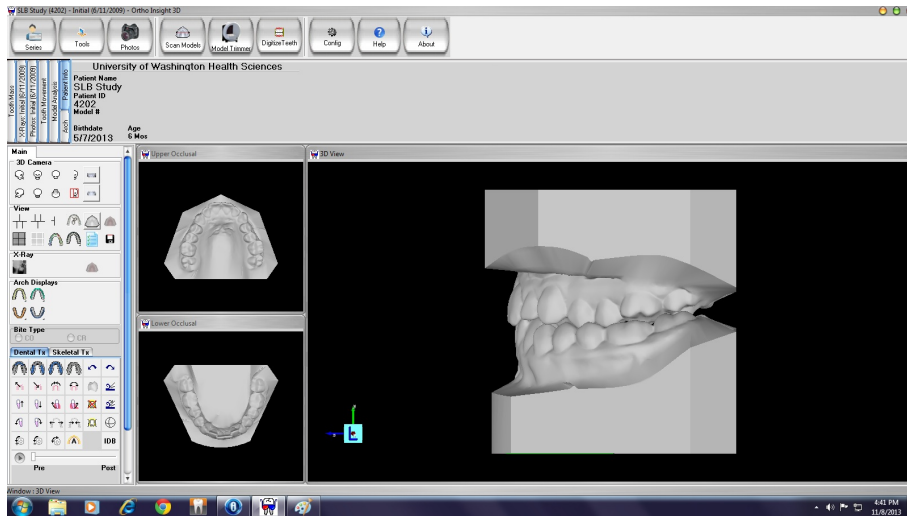 SLB Study (4202) - Initial (6/11/2009) - Ortho Insight 3D
Series
Tools
Photos
Scan Models
Model Trimmer
DigitizeTeeth
Config
Help
About
Tooth Mass
X-Rays: Initial (6/11/2009)
Photos: Initial (6/11/2009)
Tooth Movement
Model Analysis
Patient Info
Arch
University of Washington Health Sciences
Patient Name
SLB Study
Patient ID
4202
Model #
Birthdate Age
5/7/2013 6 Mos
Main
3D Camera
View
X-Ray
Arch Displays
Bite Type
CO CR
Dental Tx Skeletal Tx
IDB
Pre Post
Upper Occlusal
Lower Occlusal
3D View
L
Window : 3D View
4:41 PM
11/8/2013